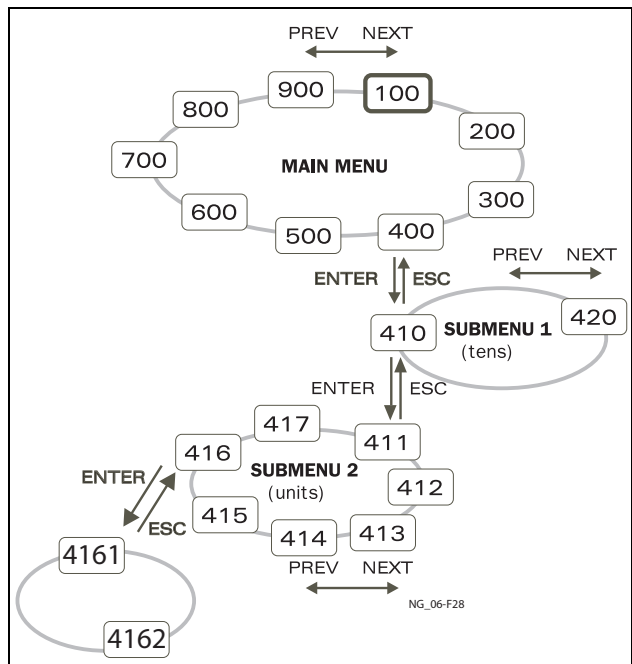 PREV NEXT
900 100
800 200
700 MAIN MENU 300
600 500 400
ENTER ESC
PREV NEXT
410 SUBMENU 1 420
(tens)
ENTER ESC
417 411
416 SUBMENU 2 412
(units)
415 414 413
ENTER ESC
PREV NEXT
4161
4162
NG_06-F28